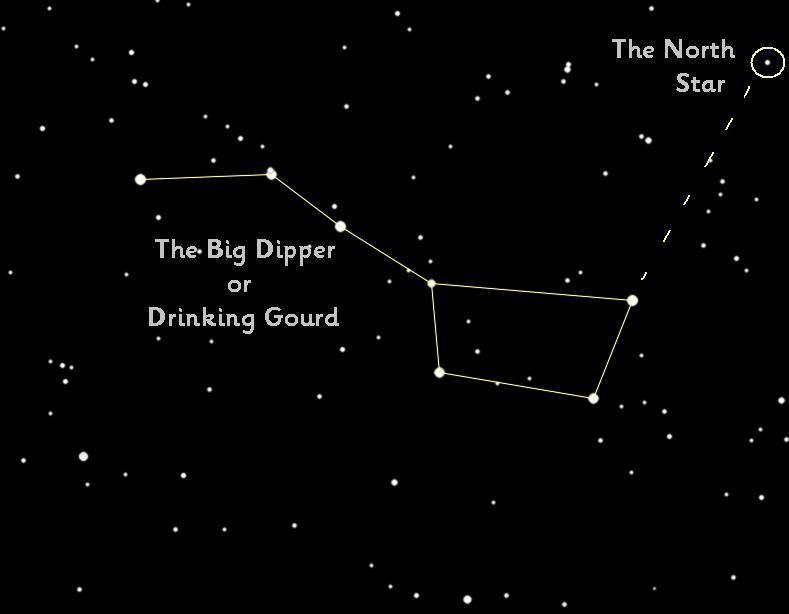 The North
Star
The Big Dipper
or
Drinking Gourd